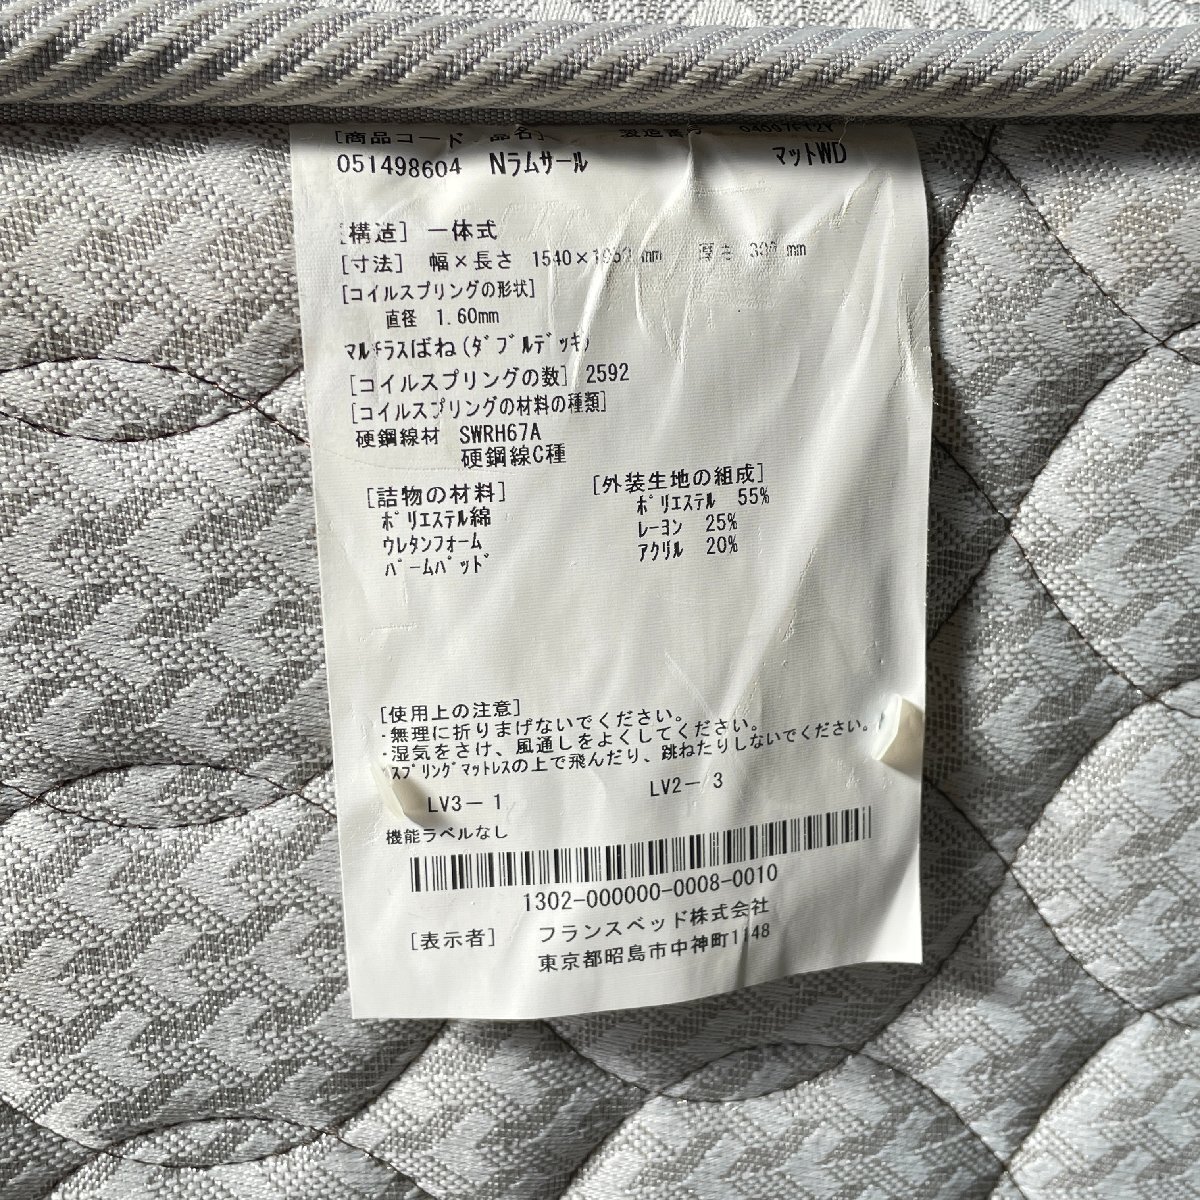 [商品コード 品名]
051498604 Nラムサール マットWD
[構造] 一体式
[寸法] 幅×長さ 1540× mm 厚さ mm
[コイルスプリングの形状]
直径 1.60mm
マルチラスばね(ダブルデッキ)
[コイルスプリングの数] 2592
[コイルスプリングの材料の種類]
硬鋼線材 SWRH67A
硬鋼線C種
[詰物の材料] [外装生地の組成]
ポリエステル綿 ポリエステル 55%
ウレタンフォーム レーヨン 25%
パームパッド アクリル 20%
[使用上の注意]
・無理に折りまげないでください。
・湿気をさけ、風通しをよくしてください。
スプリングマットレスの上で飛んだり、跳ねたりしないでください。
LV3-1 LV2-3
機能ラベルなし
1302-000000-0008-0010
[表示者] フランスベッド株式会社
東京都昭島市中神町1148